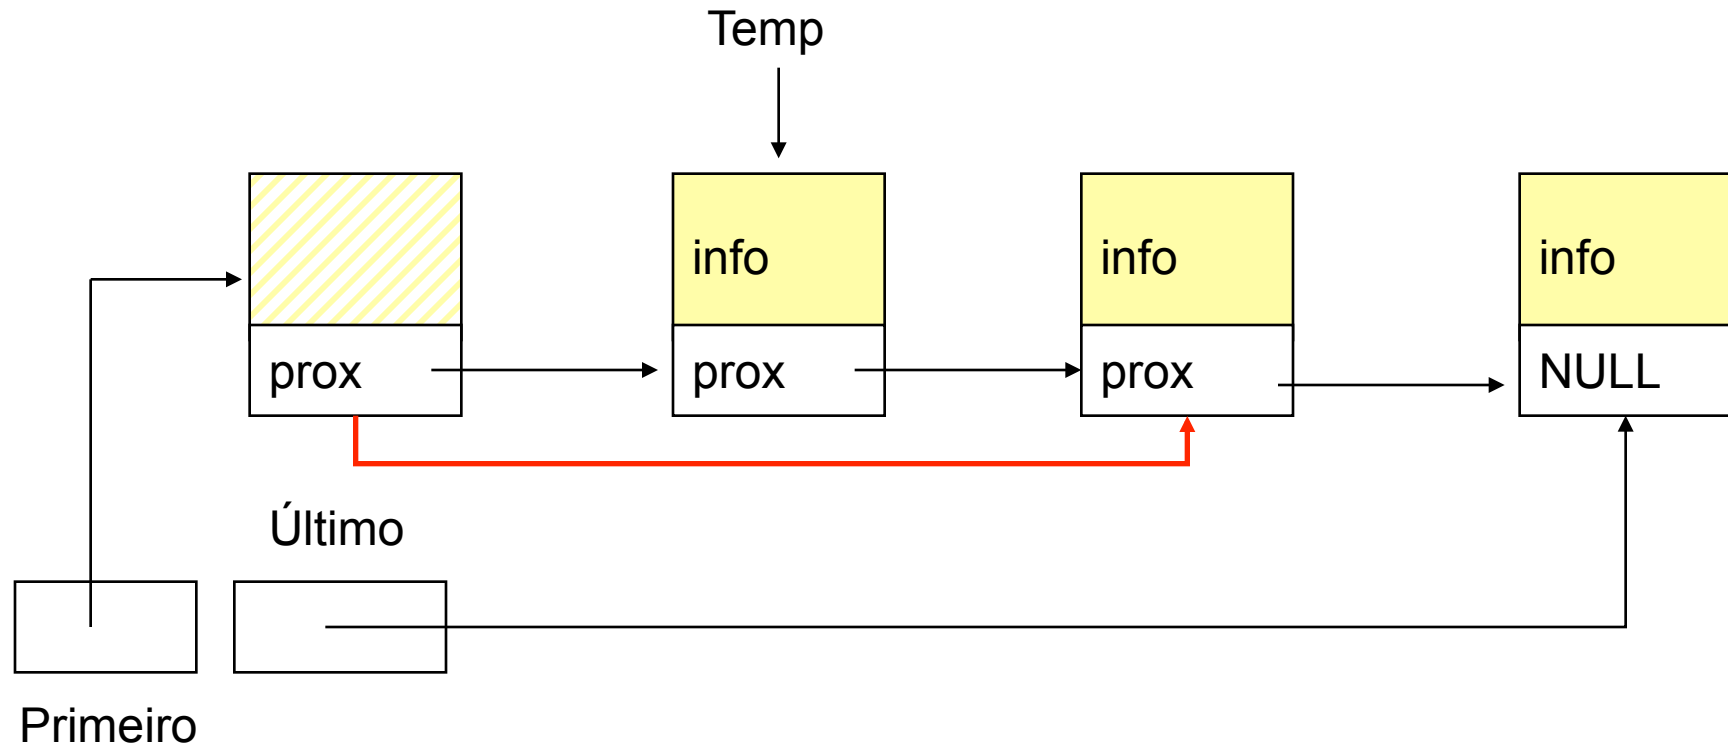 Temp
info
info
info
prox
prox
prox
NULL
Último
Primeiro